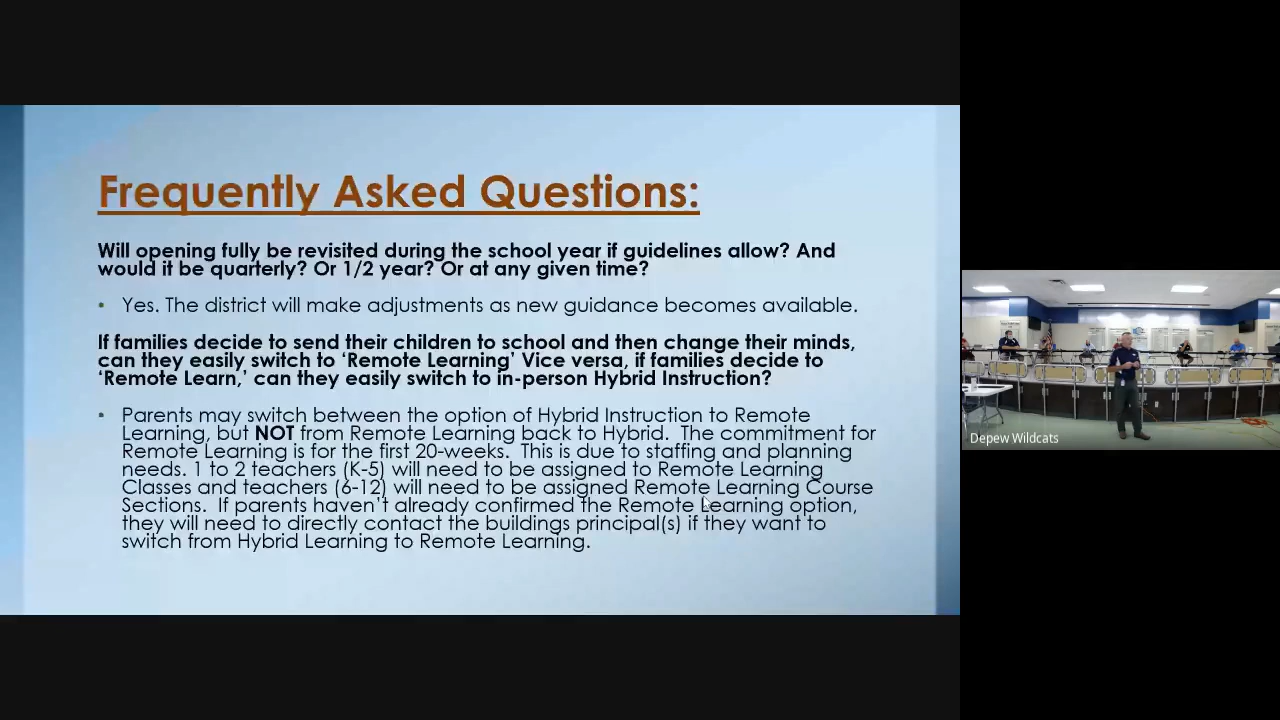 Frequently Asked Questions:
Will opening fully be revisited during the school year if guidelines allow? And
would it be quarterly? Or 1/2 year? Or at any given time?
• Yes. The district will make adjustments as new guidance becomes available.
If families decide to send their children to school and then change their minds,
can they easily switch to ‘Remote Learning’ Vice versa, if families decide to
‘Remote Learn,’ can they easily switch to in-person Hybrid Instruction?
• Parents may switch between the option of Hybrid Instruction to Remote
Learning, but NOT from Remote Learning back to Hybrid. The commitment for
Remote Learning is for the first 20-weeks. This is due to staffing and planning
needs. 1 to 2 teachers (K-5) will need to be assigned to Remote Learning
Classes and teachers (6-12) will need to be assigned Remote Learning Course
Sections. If parents haven’t already confirmed the Remote Learning option,
they will need to directly contact the buildings principal(s) if they want to
switch from Hybrid Learning to Remote Learning.
Depew Wildcats